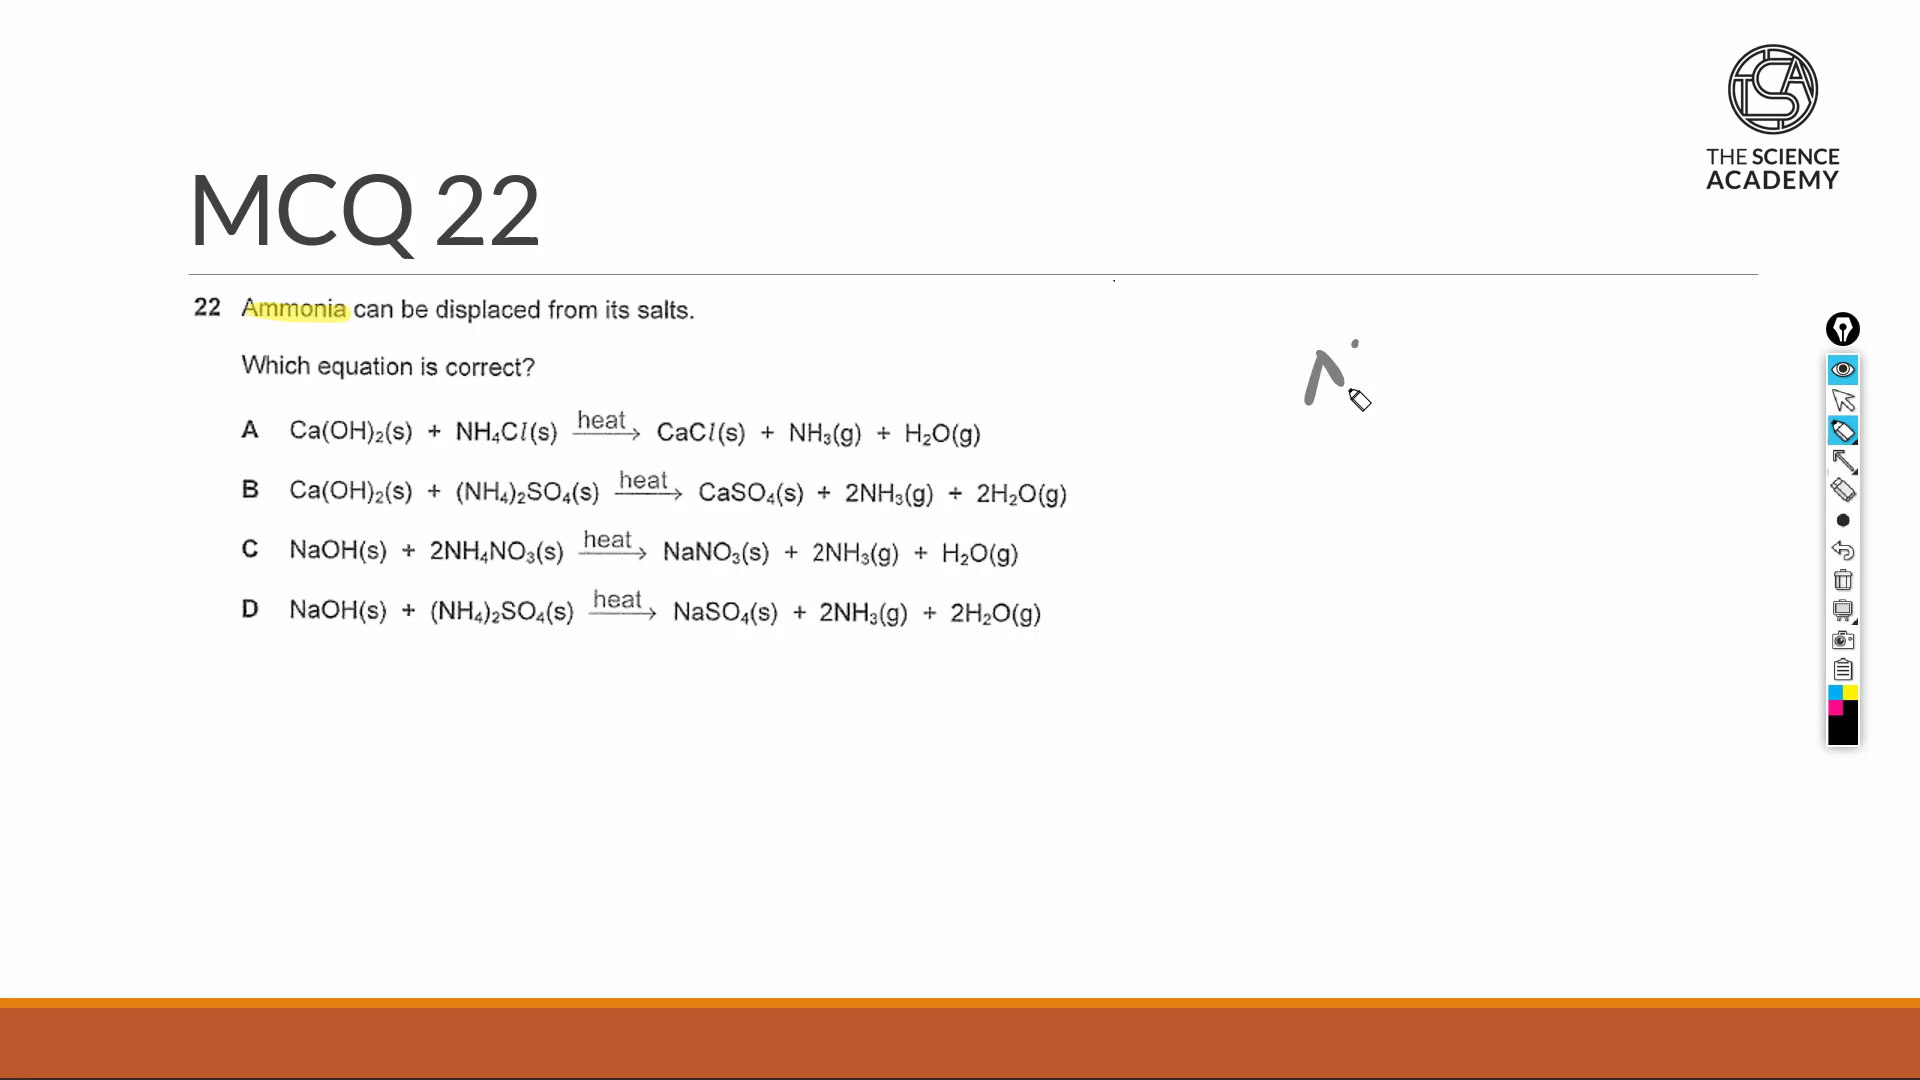 THE SCIENCE
ACADEMY
MCQ 22
22 Ammonia can be displaced from its salts.
Which equation is correct?
A Ca(OH)₂(s) + NH₄Cl(s) heat → CaCl(s) + NH₃(g) + H₂O(g)
B Ca(OH)₂(s) + (NH₄)₂SO₄(s) heat → CaSO₄(s) + 2NH₃(g) + 2H₂O(g)
C NaOH(s) + 2NH₄NO₃(s) heat → NaNO₃(s) + 2NH₃(g) + H₂O(g)
D NaOH(s) + (NH₄)₂SO₄(s) heat → NaSO₄(s) + 2NH₃(g) + 2H₂O(g)